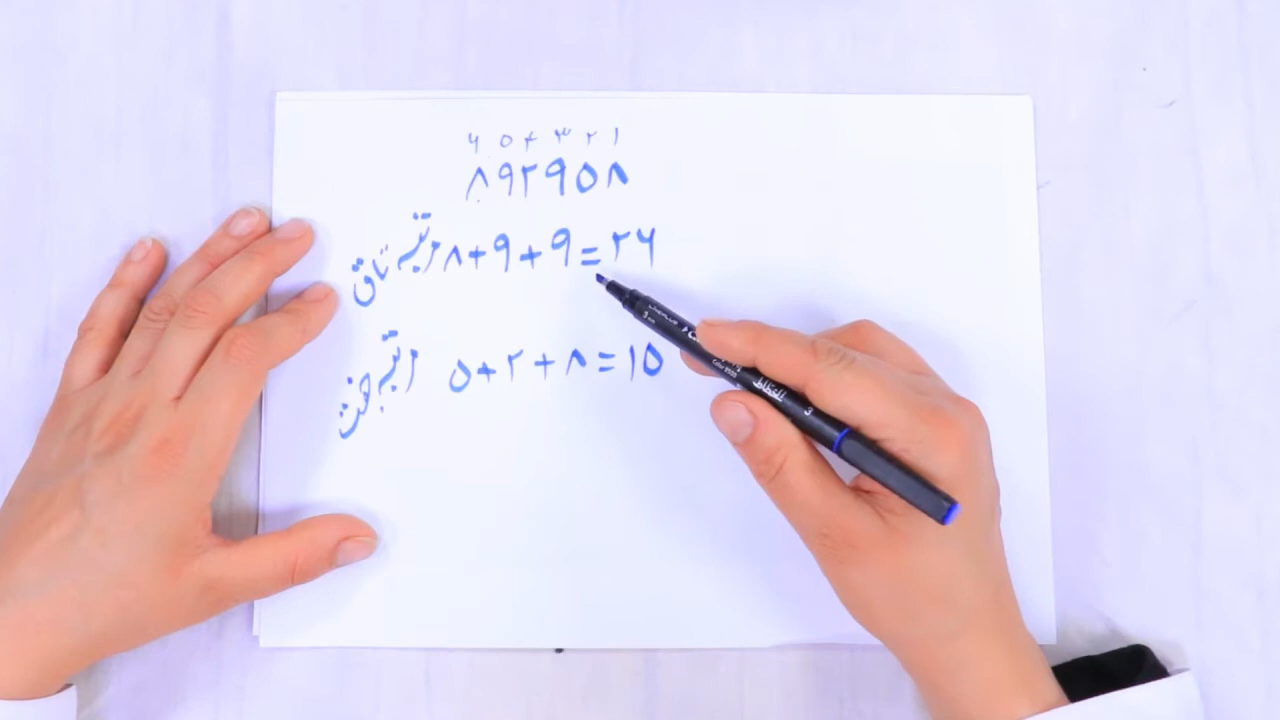 ۶ ۵ ۴ ۳ ۲ ۱
۸۹۲۹۵۸
مرتبه تاق ۸+۹+۹=۲۶
مرتبه جفت ۵+۲+۸=۱۵